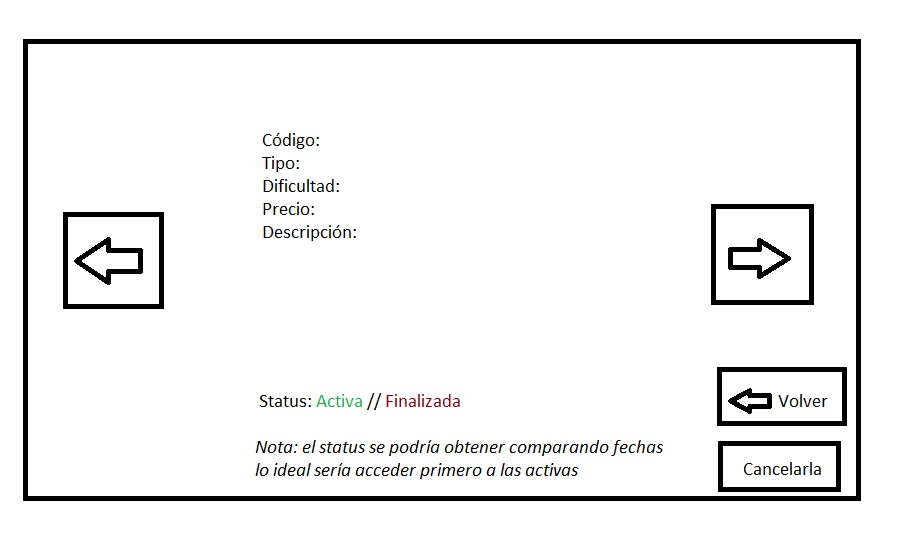 Código:
Tipo:
Dificultad:
Precio:
Descripción:
Status: Activa // Finalizada
Volver
Nota: el status se podría obtener comparando fechas
lo ideal sería acceder primero a las activas
Cancelarla